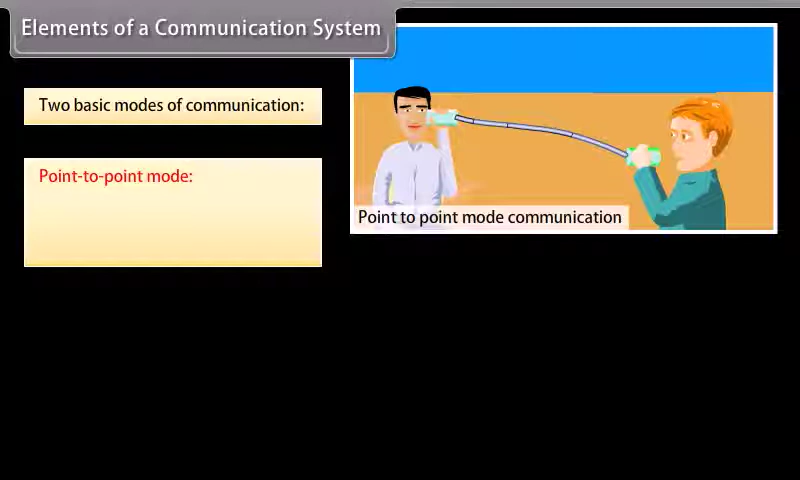 Elements of a Communication System
Two basic modes of communication:
Point-to-point mode:
Point to point mode communication